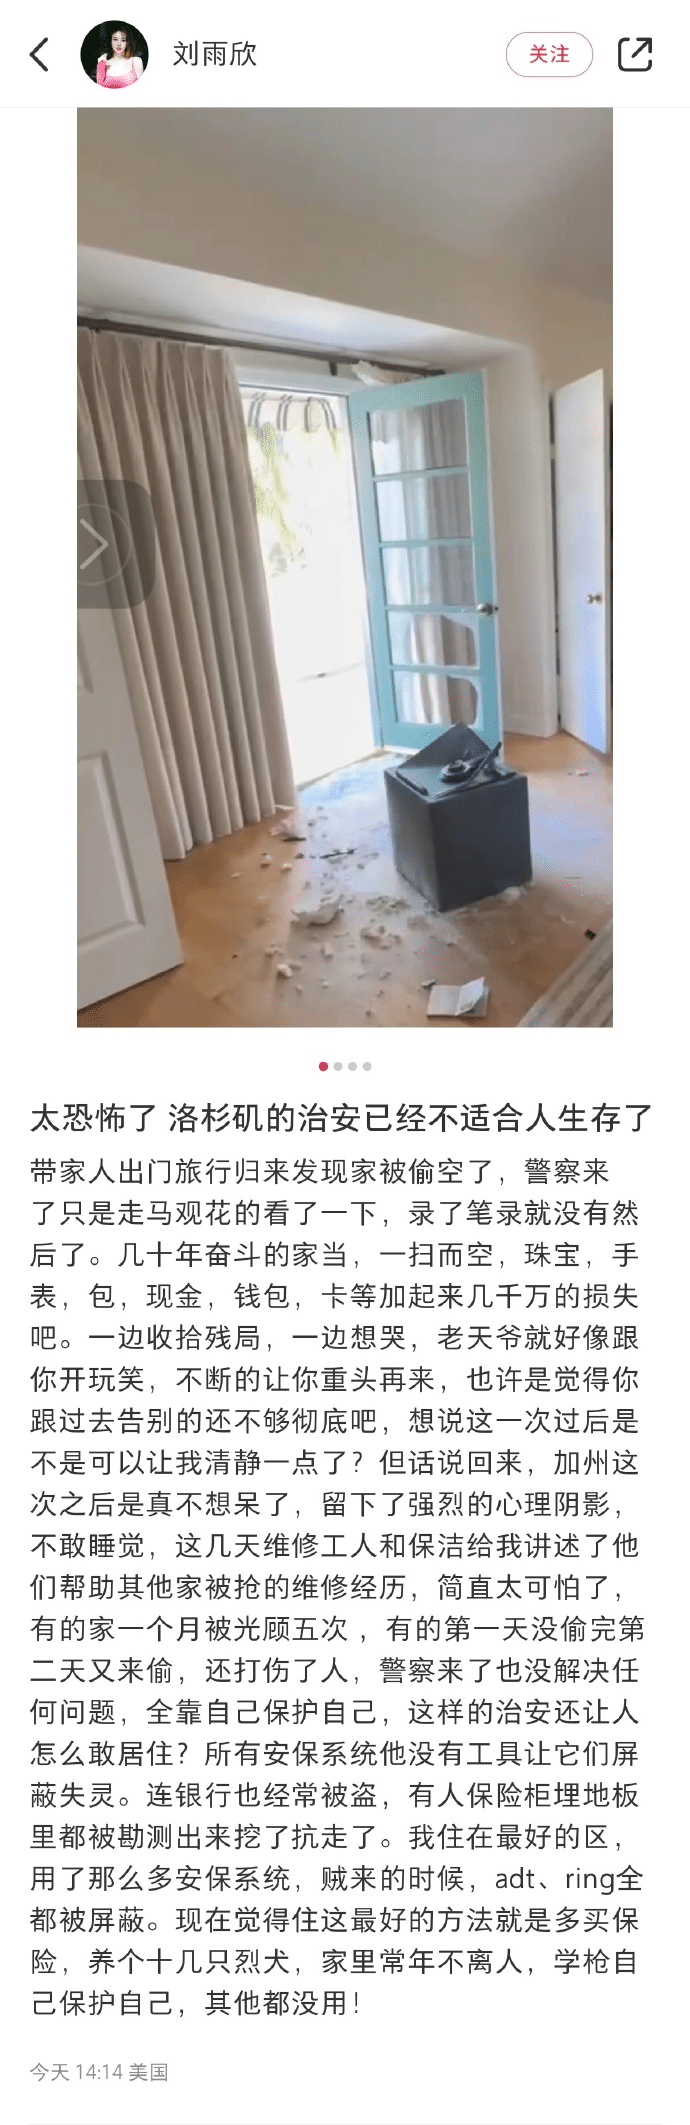 刘雨欣
关注
太恐怖了 洛杉矶的治安已经不适合人生存了
带家人出门旅行归来发现家被偷空了，警察来
了只是走马观花的看了一下，录了笔录就没有然
后了。几十年奋斗的家当，一扫而空，珠宝，手
表，包，现金，钱包，卡等加起来几千万的损失
吧。一边收拾残局，一边想哭，老天爷就好像跟
你开玩笑，不断的让你重头再来，也许是觉得你
跟过去告别的还不够彻底吧，想说这一次过后是
不是可以让我清静一点了？但话说回来，加州这
次之后是真不想呆了，留下了强烈的心理阴影，
不敢睡觉，这几天维修工人和保洁给我讲述了他
们帮助其他家被抢的维修经历，简直太可怕了，
有的家一个月被光顾五次 ，有的第一天没偷完第
二天又来偷，还打伤了人，警察来了也没解决任
何问题，全靠自己保护自己，这样的治安还让人
怎么敢居住？所有安保系统他没有工具让它们屏
蔽失灵。连银行也经常被盗，有人保险柜埋地板
里都被勘测出来挖了抗走了。我住在最好的区，
用了那么多安保系统，贼来的时候，adt、ring全
都被屏蔽。现在觉得住这最好的方法就是多买保
险，养个十几只烈犬，家里常年不离人，学枪自
己保护自己，其他都没用！
今天 14:14 美国